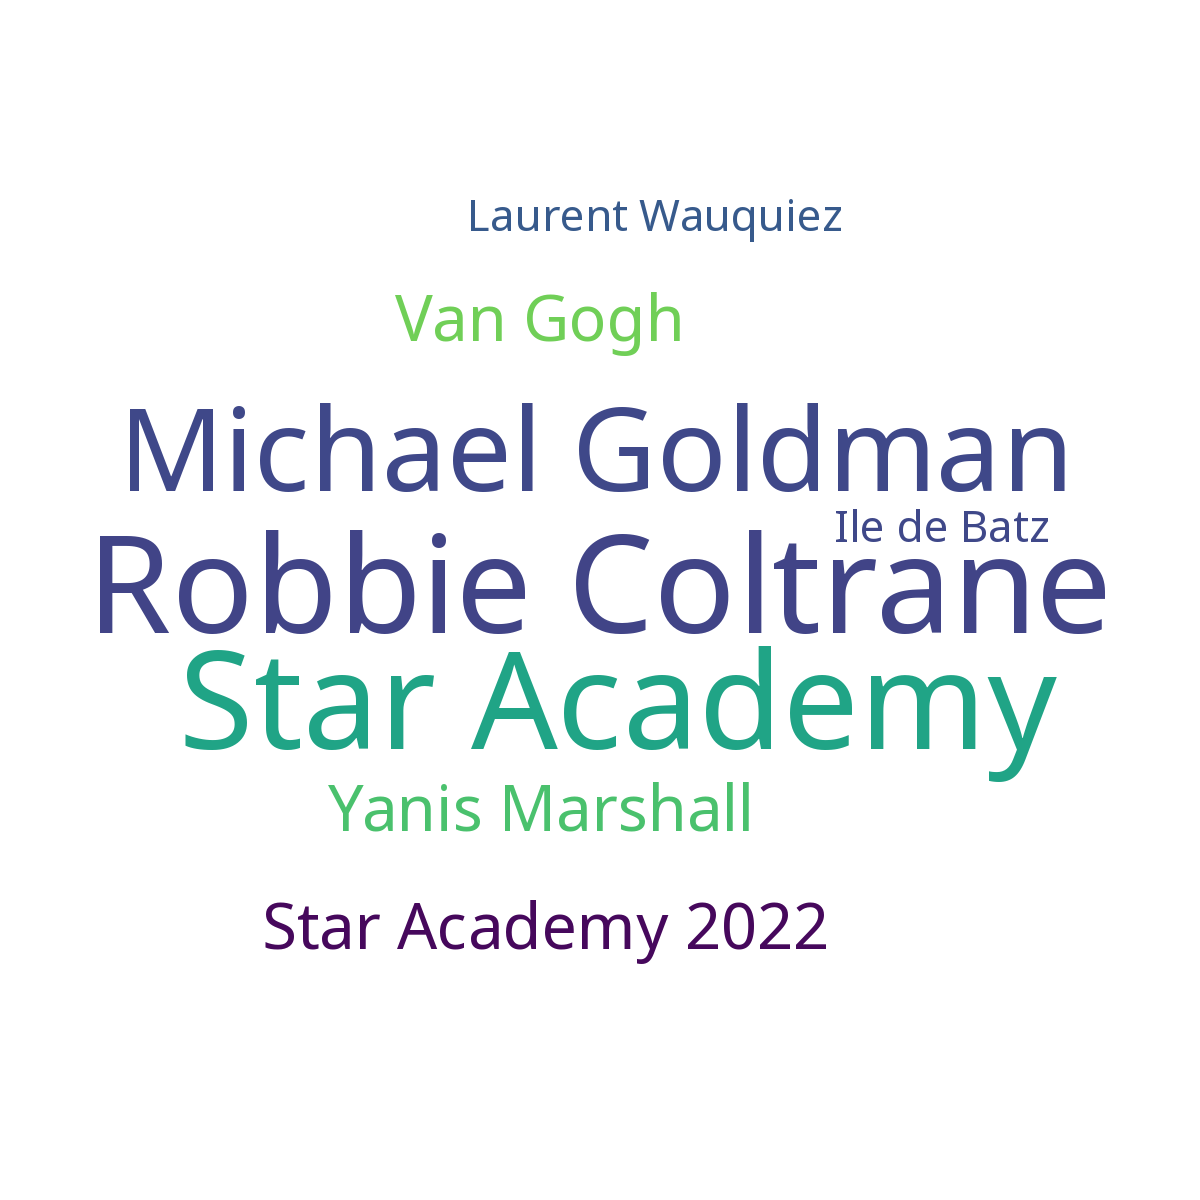 Laurent Wauquiez
Van Gogh
Michael Goldman
Ile de Batz
Robbie Coltrane
Star Academy
Yanis Marshall
Star Academy 2022